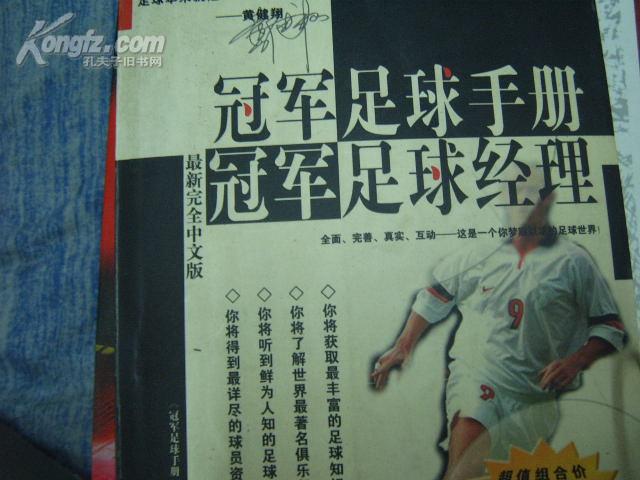 Kongfz.com
孔夫子旧书网
——黄健翔
冠军足球手册
冠军足球经理
最新完全中文版
全面、完善、真实、互动——这是一个你梦寐以求的足球世界!
◇你将获取最丰富的足球知
◇你将了解世界最著名俱乐
◇你将听到鲜为人知的足球
◇你将得到最详尽的球员资
9
《冠军足球手册
超值组合价